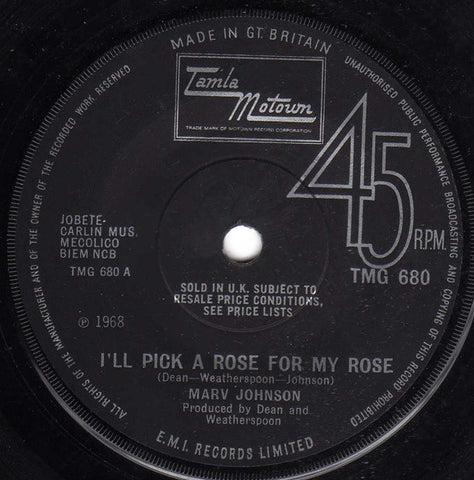 MADE IN GT. BRITAIN
UNAUTHORISED PUBLIC PERFORMANCE BROADCASTING AND COPYING OF THIS RECORD PROHIBITED
ALL RIGHTS OF THE MANUFACTURER AND OF THE OWNER OF THE RECORDED WORK RESERVED
Tamla
Motown
TRADE MARK OF MOTOWN RECORD CORPORATION
45
R.P.M.
TMG 680
JOBETE-
CARLIN MUS.
MECOLICO
BIEM NCB
TMG 680 A
SOLD IN U.K. SUBJECT TO
RESALE PRICE CONDITIONS,
SEE PRICE LISTS
℗ 1968
I'LL PICK A ROSE FOR MY ROSE
(Dean—Weatherspoon—Johnson)
MARV JOHNSON
Produced by Dean and
Weatherspoon
E.M.I. RECORDS LIMITED